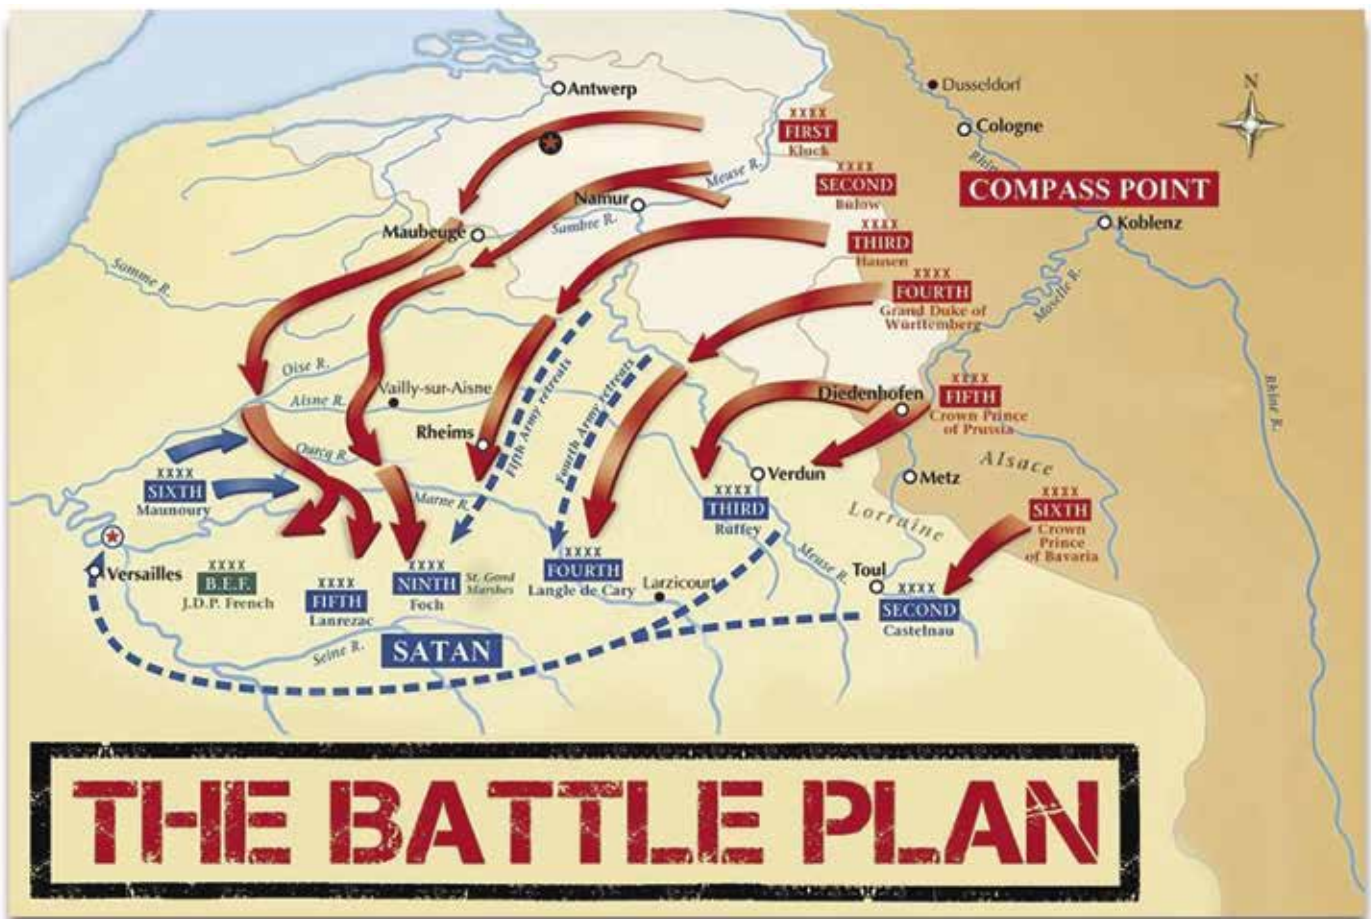 N
Antwerp
Dusseldorf
Cologne
Rhine
XXXX
FIRST
Kluck
XXXX
SECOND
Bülow
COMPASS POINT
Koblenz
Meuse R.
Namur
Sambre R.
Maubeuge
XXXX
THIRD
Hausen
Somme R.
XXXX
FOURTH
Grand Duke of
Württemberg
Moselle R.
Oise R.
Aisne R.
Vailly-sur-Aisne
Fifth Army retreats
Fourth Army retreats
Diedenhofen
XXXX
FIFTH
Crown Prince
of Prussia
Rhine R.
Rheims
Ourcq R.
Alsace
XXXX
SIXTH
Maunoury
Marne R.
Verdun
Metz
XXXX
THIRD
Ruffey
Lorraine
XXXX
SIXTH
Crown
Prince
of Bavaria
Meuse R.
Versailles
XXXX
B.E.F.
J.D.P. French
XXXX
FIFTH
Lanrezac
XXXX
NINTH
Foch
St. Gond
Marshes
XXXX
FOURTH
Langle de Cary
Larzicourt
Toul
XXXX
SECOND
Castelnau
Seine R.
SATAN
THE BATTLE PLAN